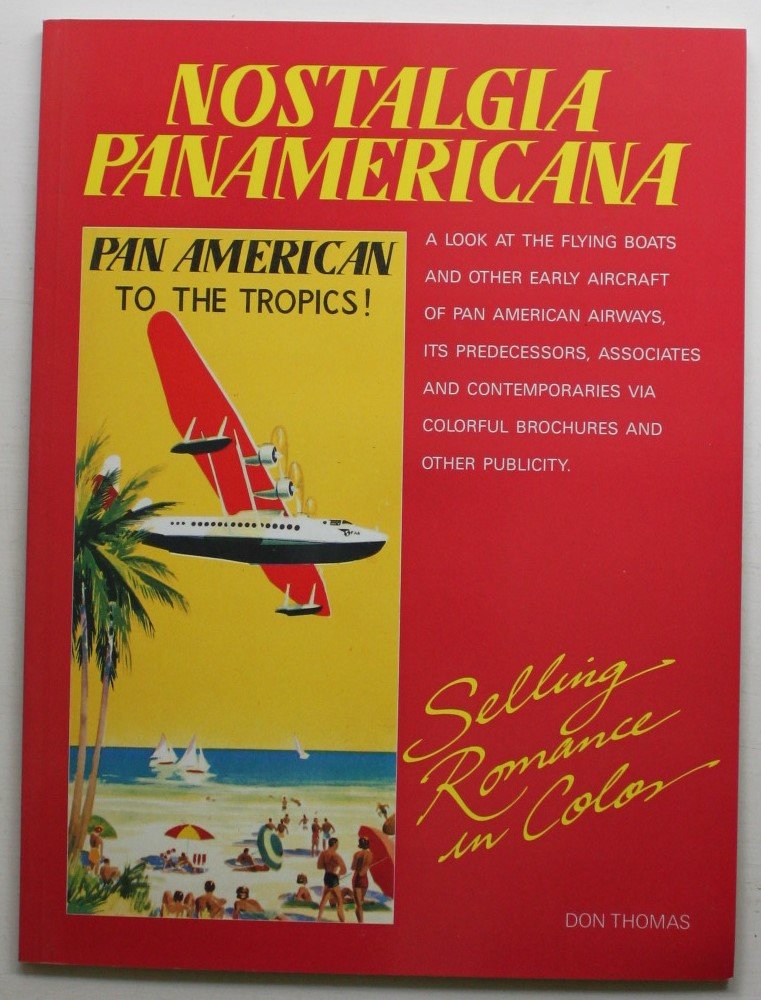 NOSTALGIA
PANAMERICANA
PAN AMERICAN
TO THE TROPICS!
A LOOK AT THE FLYING BOATS
AND OTHER EARLY AIRCRAFT
OF PAN AMERICAN AIRWAYS,
ITS PREDECESSORS, ASSOCIATES
AND CONTEMPORARIES VIA
COLORFUL BROCHURES AND
OTHER PUBLICITY.
Selling
Romance
in Color
DON THOMAS